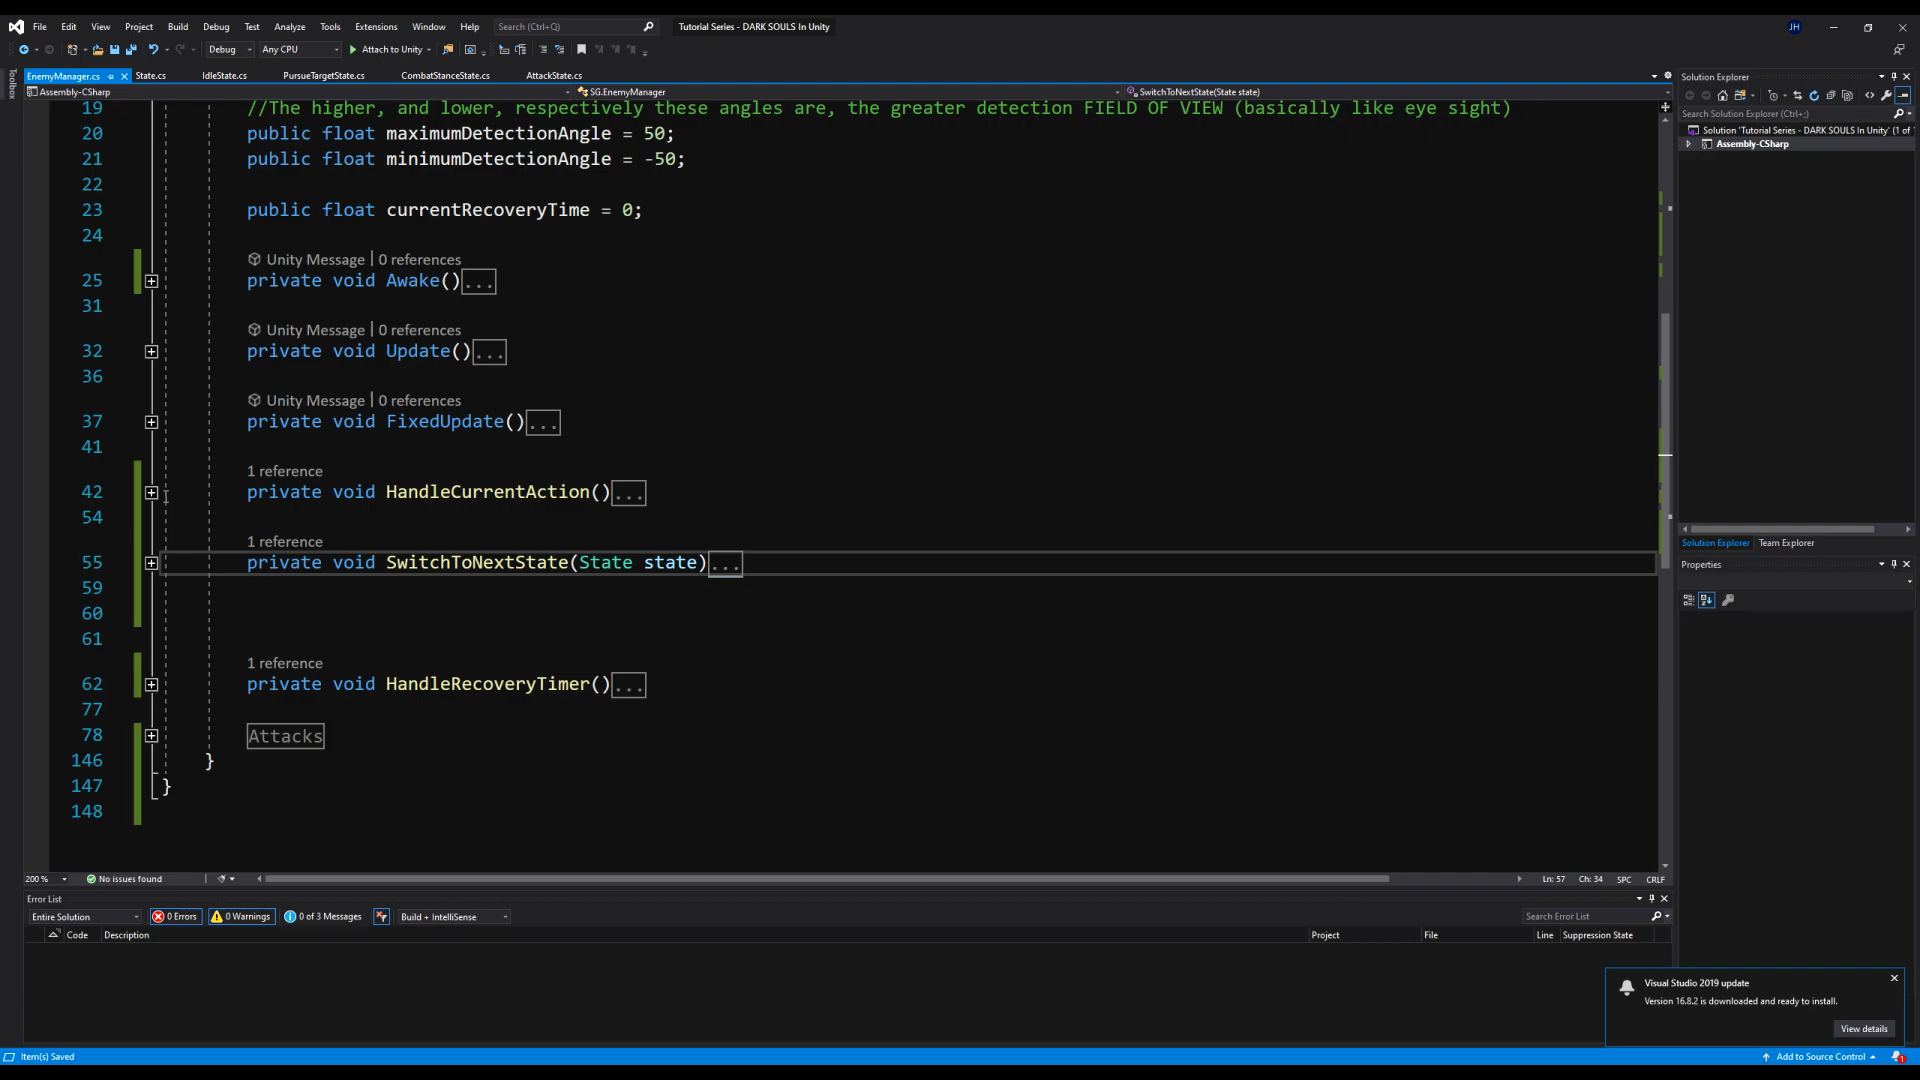 File Edit View Project Build Debug Test Analyze Tools Extensions Window Help Search (Ctrl+Q) Tutorial Series - DARK SOULS In Unity JH
Debug Any CPU Attach to Unity
EnemyManager.cs State.cs IdleState.cs PursueTargetState.cs CombatStanceState.cs AttackState.cs
Assembly-CSharp SG.EnemyManager SwitchToNextState(State state)
Toolbox
19 //The higher, and lower, respectively these angles are, the greater detection FIELD OF VIEW (basically like eye sight)
20 public float maximumDetectionAngle = 50;
21 public float minimumDetectionAngle = -50;
22
23 public float currentRecoveryTime = 0;
24
Unity Message | 0 references
25 private void Awake()...
31
Unity Message | 0 references
32 private void Update()...
36
Unity Message | 0 references
37 private void FixedUpdate()...
41
1 reference
42 private void HandleCurrentAction()...
54
1 reference
55 private void SwitchToNextState(State state)...
59
60
61
1 reference
62 private void HandleRecoveryTimer()...
77
78 Attacks
146 }
147 }
148
200 % No issues found Ln: 57 Ch: 34 SPC CRLF
Error List
Entire Solution 0 Errors 0 Warnings 0 of 3 Messages Build + IntelliSense Search Error List
Code Description Project File Line Suppression State
Solution Explorer
Search Solution Explorer (Ctrl+;)
Solution 'Tutorial Series - DARK SOULS In Unity' (1 of
Assembly-CSharp
Solution Explorer Team Explorer
Properties
Visual Studio 2019 update
Version 16.8.2 is downloaded and ready to install.
View details
Item(s) Saved Add to Source Control 1